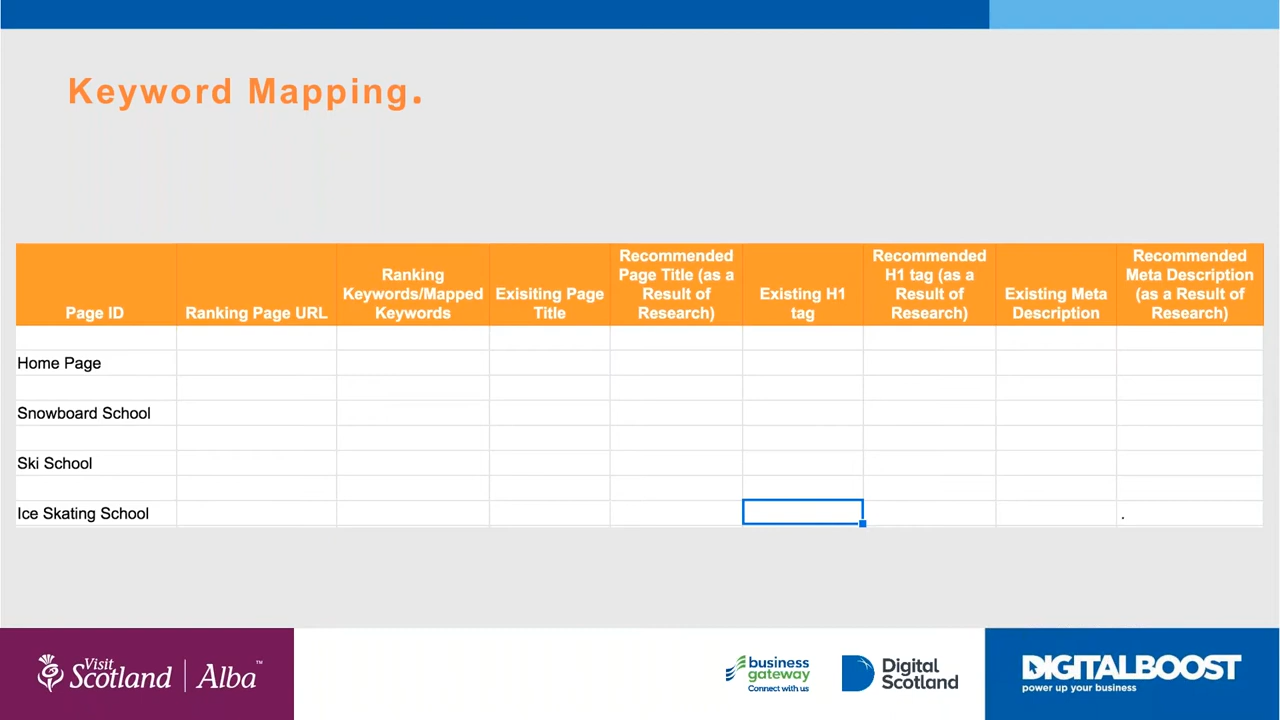 Keyword Mapping.
Page ID
Ranking Page URL
Ranking
Keywords/Mapped
Keywords
Exisiting Page
Title
Recommended
Page Title (as a
Result of
Research)
Existing H1
tag
Recommended
H1 tag (as a
Result of
Research)
Existing Meta
Description
Recommended
Meta Description
(as a Result of
Research)
Home Page
Snowboard School
Ski School
Ice Skating School
.
Visit
Scotland | Alba™
business
gateway
Connect with us
Digital
Scotland
DIGITALBOOST
power up your business